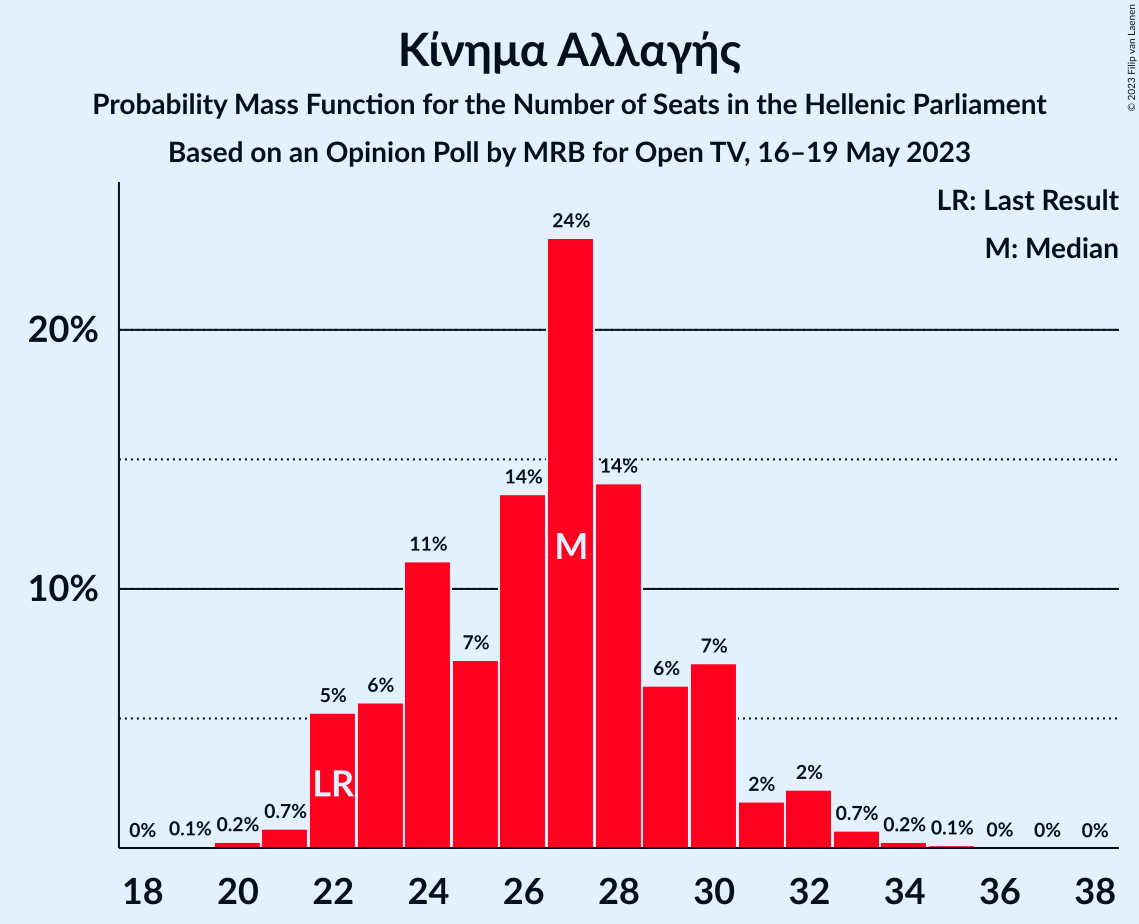 Κίνημα Αλλαγής
Probability Mass Function for the Number of Seats in the Hellenic Parliament
Based on an Opinion Poll by MRB for Open TV, 16–19 May 2023
© 2023 Filip van Laenen
LR: Last Result
M: Median
20%
10%
0%
0.1%
0.2%
0.7%
5%
6%
11%
7%
14%
24%
14%
6%
7%
2%
2%
0.7%
0.2%
0.1%
0%
0%
0%
LR
M
18 20 22 24 26 28 30 32 34 36 38